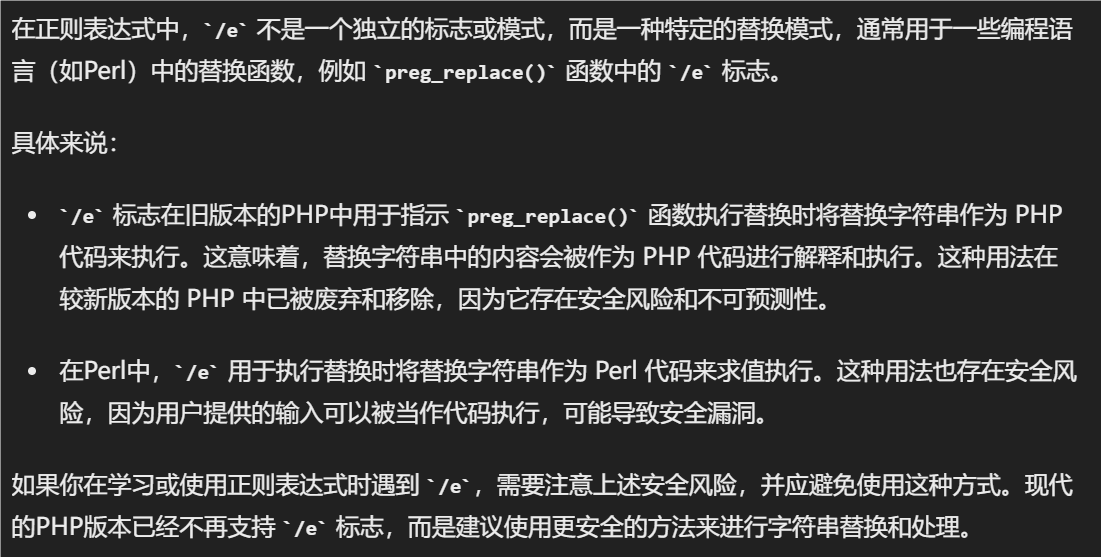 在正则表达式中，`/e` 不是一个独立的标志或模式，而是一种特定的替换模式，通常用于一些编程语
言（如Perl）中的替换函数，例如 `preg_replace()` 函数中的 `/e` 标志。
具体来说：
• `/e` 标志在旧版本的PHP中用于指示 `preg_replace()` 函数执行替换时将替换字符串作为 PHP
代码来执行。这意味着，替换字符串中的内容会被作为 PHP 代码进行解释和执行。这种用法在
较新版本的 PHP 中已被废弃和移除，因为它存在安全风险和不可预测性。
• 在Perl中，`/e` 用于执行替换时将替换字符串作为 Perl 代码来求值执行。这种用法也存在安全风
险，因为用户提供的输入可以被当作代码执行，可能导致安全漏洞。
如果你在学习或使用正则表达式时遇到 `/e`，需要注意上述安全风险，并应避免使用这种方式。现代
的PHP版本已经不再支持 `/e` 标志，而是建议使用更安全的方法来进行字符串替换和处理。